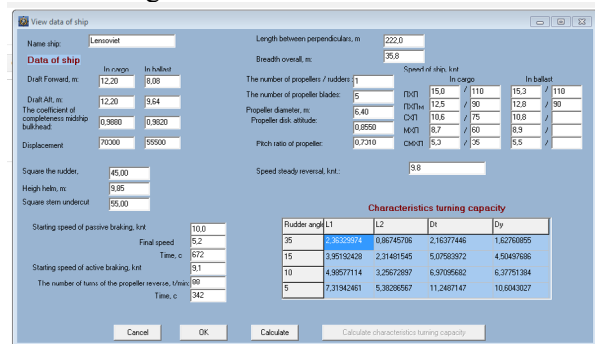 View data of ship
Name ship: Lensoviet
Length between perpendiculars, m 222,0
Breadth overall, m: 35,8
Data of ship
In cargo In ballast
Draft Forward, m: 12,20 8,08
Draft Aft, m: 12,20 9,64
The coefficient of completeness midship bulkhead: 0,9880 0,9820
Displacement 70300 55500
The number of propellers / rudders : 1
The number of propeller blades: 5
Propeller diameter, m: 6,40
Propeller disk attitude: 0,8550
Pitch ratio of propeller: 0,7310
Speed of ship, knt
In cargo In ballast
ПХП 15,0 / 110 15,3 / 110
ПХПм 12,5 / 90 12,8 / 90
СХП 10,6 / 75 10,8 /
МХП 8,7 / 60 8,9 /
СМХП 5,3 / 35 5,5 /
Square the rudder, 45,00
Heigh helm, m: 9,85
Square stern undercut 55,00
Speed steady reversal, knt.: 9.8
Starting speed of passive braking, knt 10,0
Final speed 5,2
Time, c 672
Starting speed of active braking, knt 9,1
The number of turns of the propeller reverse, t/min: 88
Time, c 342
Characteristics turning capacity
Rudder angl L1 L2 Dt Dy
35 2,36329974 0,86745706 2,16377446 1,62760855
15 3,95192428 2,31481545 5,07583972 4,50497686
10 4,98577114 3,25672897 6,97095682 6,37751384
5 7,31942461 5,38286567 11,2487147 10,6043027
Cancel OK Calculate Calculate characteristics turning capacity